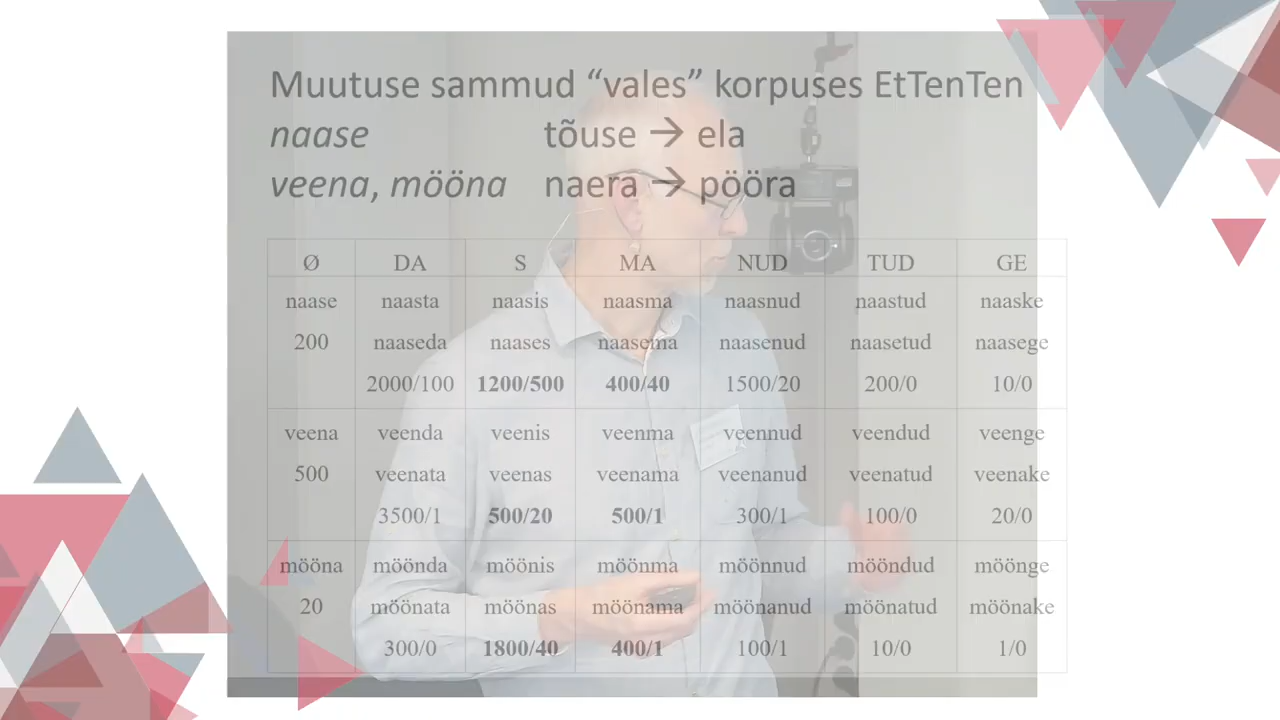 Muutuse sammud “vales” korpuses EtTenTen
naase tõuse → ela
veena, mööna naera → pööra
Ø DA S MA NUD TUD GE
naase naasta naasis naasma naasnud naastud naaske
200 naaseda naases naasema naasenud naasetud naasege
2000/100 1200/500 400/40 1500/20 200/0 10/0
veena veenda veenis veenma veennud veendud veenge
500 veenata veenas veenama veenanud veenatud veenake
3500/1 500/20 500/1 300/1 100/0 20/0
mööna möönda möönis möönma möönnud trööndud möönge
20 möönata möönas möönama möönanud möönatud möönake
300/0 1800/40 400/1 100/1 10/0 1/0